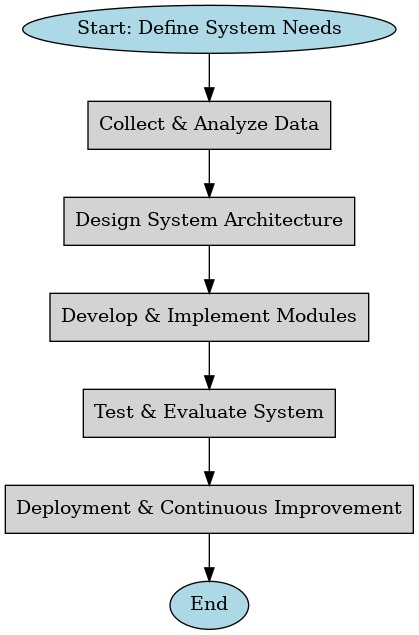 Start: Define System Needs
Collect & Analyze Data
Design System Architecture
Develop & Implement Modules
Test & Evaluate System
Deployment & Continuous Improvement
End